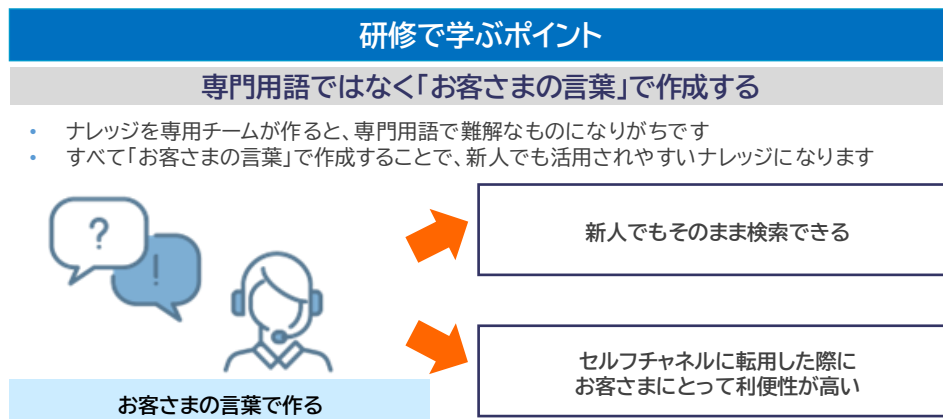 研修で学ぶポイント
専門用語ではなく「お客さまの言葉」で作成する
• ナレッジを専用チームが作ると、専門用語で難解なものになりがちです
• すべて「お客さまの言葉」で作成することで、新人でも活用されやすいナレッジになります
?
!
新人でもそのまま検索できる
セルフチャネルに転用した際に
お客さまにとって利便性が高い
お客さまの言葉で作る